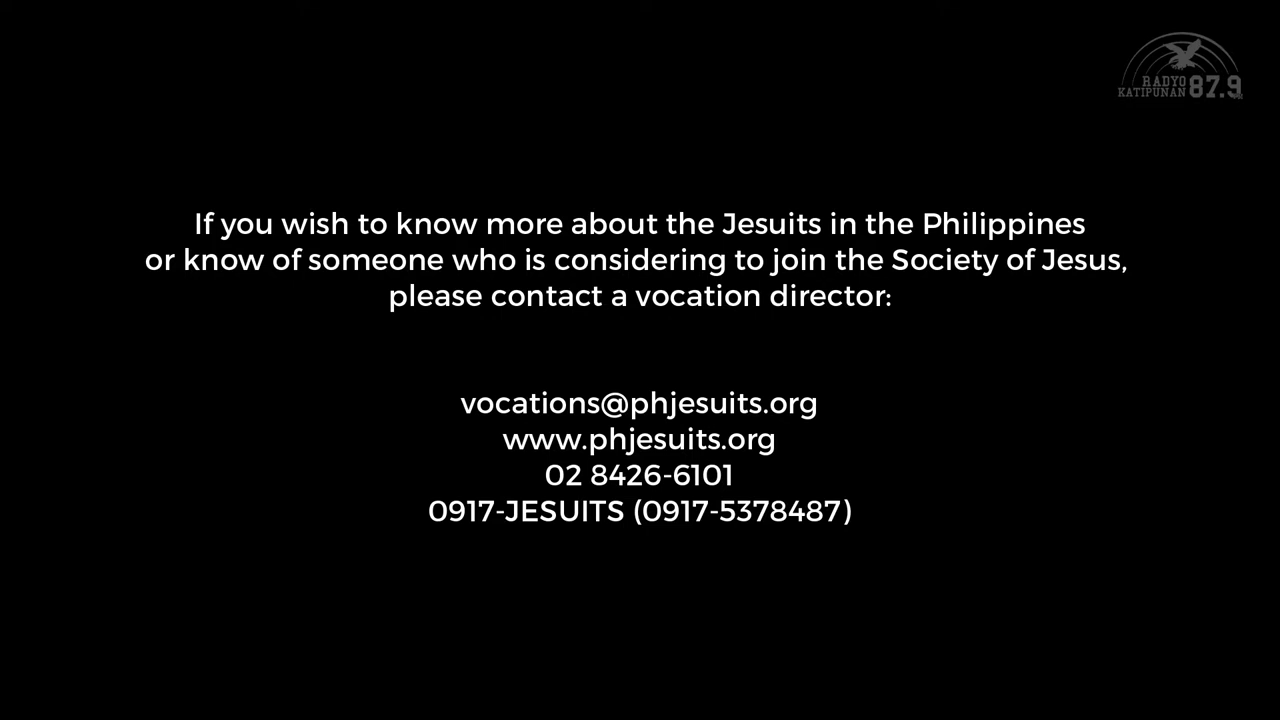 RADYO
KATIPUNAN 87.9
If you wish to know more about the Jesuits in the Philippines
or know of someone who is considering to join the Society of Jesus,
please contact a vocation director:
vocations@phjesuits.org
www.phjesuits.org
02 8426-6101
0917-JESUITS (0917-5378487)